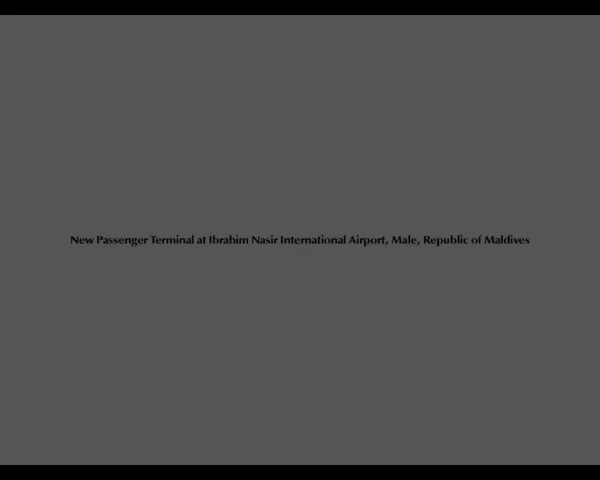 New Passenger Terminal at Ibrahim Nasir International Airport, Male, Republic of Maldives